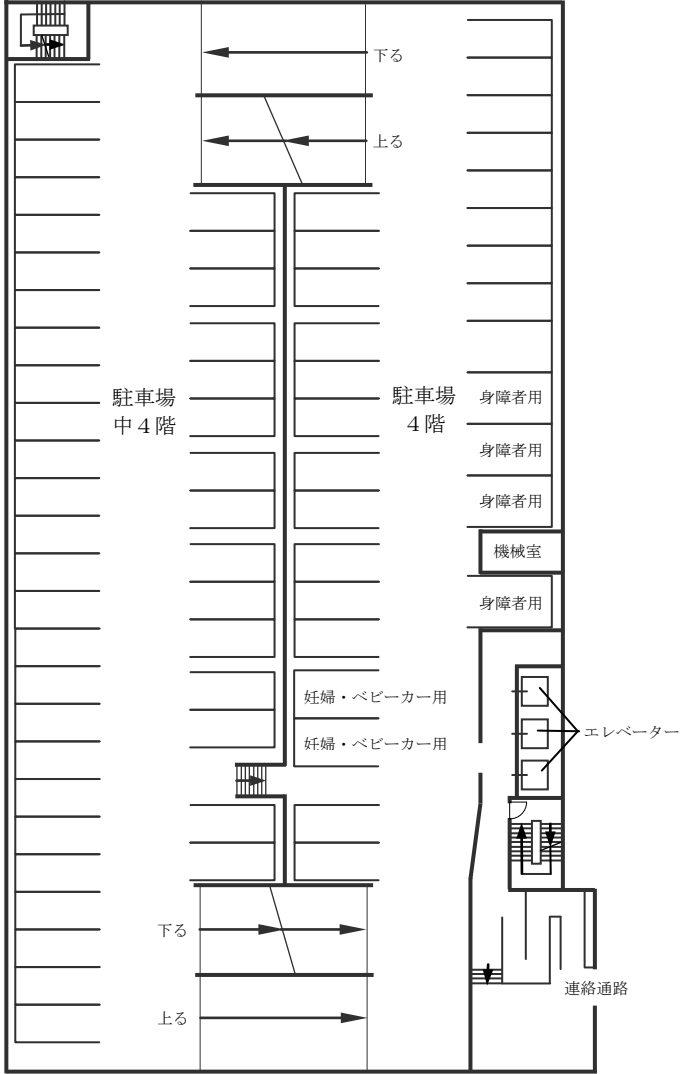 下る
上る
駐車場
中４階
駐車場
４階
身障者用
身障者用
身障者用
機械室
身障者用
妊婦・ベビーカー用
妊婦・ベビーカー用
エレベーター
下る
連絡通路
上る